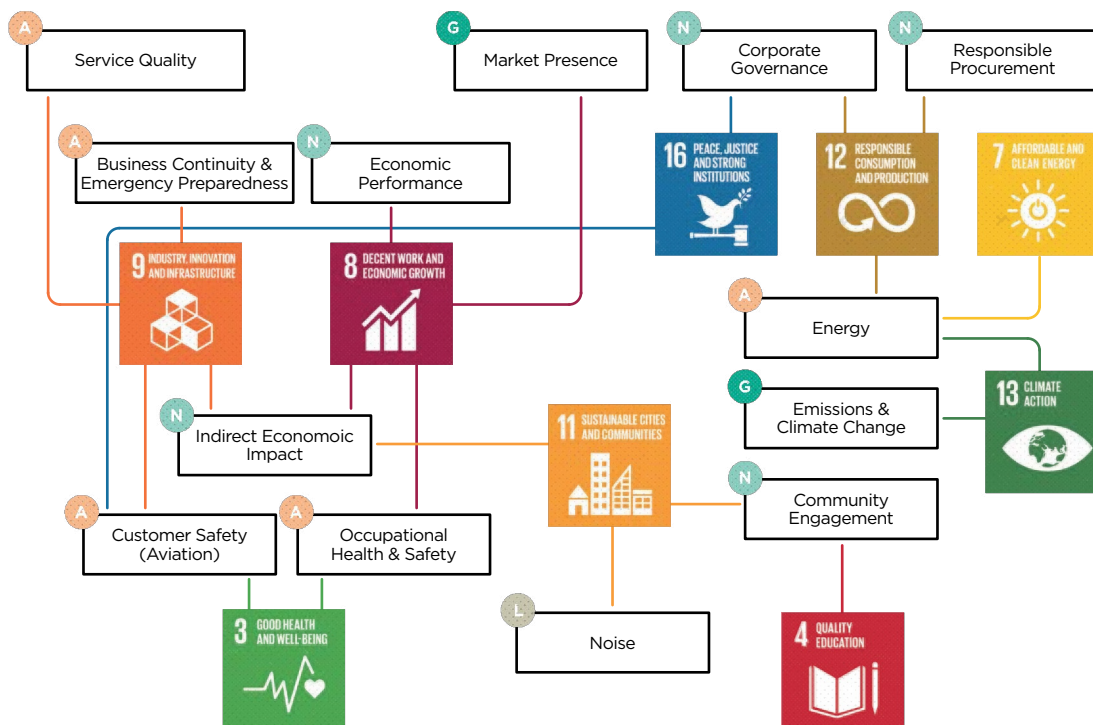 A
Service Quality
G
Market Presence
N
Corporate
Governance
N
Responsible
Procurement
A
Business Continuity &
Emergency Preparedness
N
Economic
Performance
16 PEACE, JUSTICE
AND STRONG
INSTITUTIONS
12 RESPONSIBLE
CONSUMPTION
AND PRODUCTION
7 AFFORDABLE AND
CLEAN ENERGY
9 INDUSTRY, INNOVATION
AND INFRASTRUCTURE
8 DECENT WORK AND
ECONOMIC GROWTH
A
Energy
13 CLIMATE
ACTION
G
Emissions &
Climate Change
N
Indirect Economoic
Impact
11 SUSTAINABLE CITIES
AND COMMUNITIES
N
Community
Engagement
A
Customer Safety
(Aviation)
A
Occupational
Health & Safety
3 GOOD HEALTH
AND WELL-BEING
L
Noise
4 QUALITY
EDUCATION